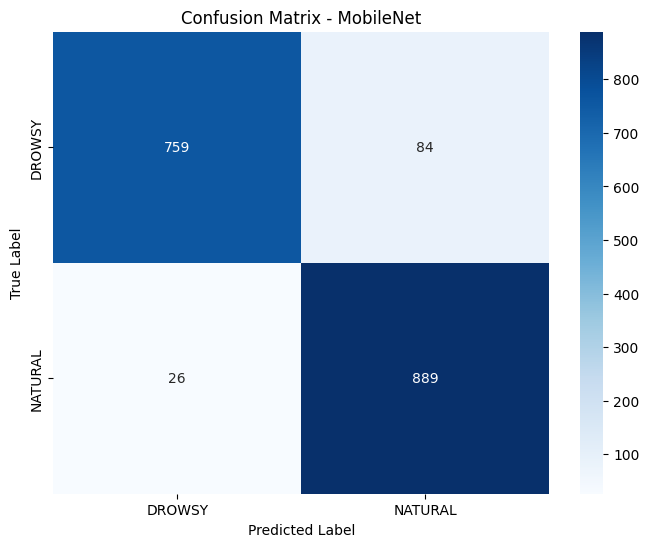 Confusion Matrix - MobileNet
True Label
DROWSY
NATURAL
759
84
26
889
DROWSY
NATURAL
Predicted Label
800
700
600
500
400
300
200
100